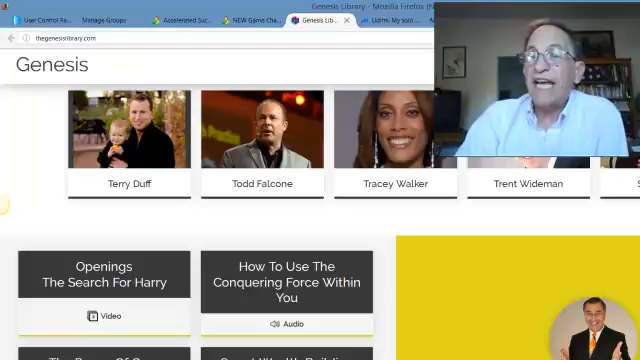 Genesis Library - Mozilla Firefox
User Control Pa...
Manage Groups
Accelerated Suc...
NEW Game Cha...
Genesis Lib...
Udimi. My solo
thegenesislibrary.com
Genesis
Terry Duff
Todd Falcone
Tracey Walker
Trent Wideman
S
Openings
The Search For Harry
Video
How To Use The
Conquering Force Within
You
Audio